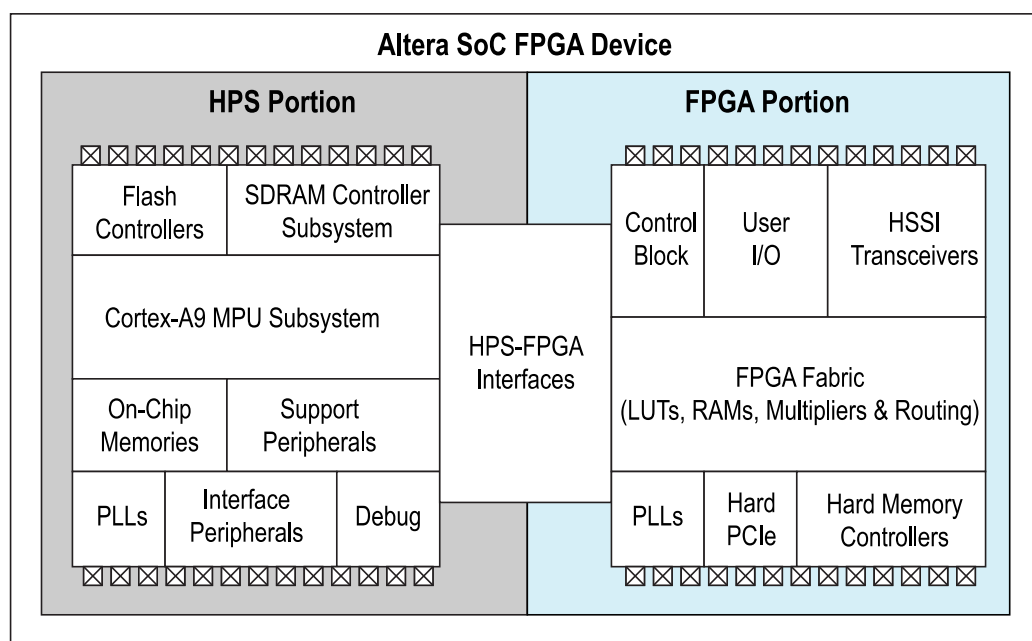 Altera SoC FPGA Device
HPS Portion
FPGA Portion
Flash
Controllers
SDRAM Controller
Subsystem
Cortex-A9 MPU Subsystem
On-Chip
Memories
Support
Peripherals
PLLs
Interface
Peripherals
Debug
HPS-FPGA
Interfaces
Control
Block
User
I/O
HSSI
Transceivers
FPGA Fabric
(LUTs, RAMs, Multipliers & Routing)
PLLs
Hard
PCIe
Hard Memory
Controllers